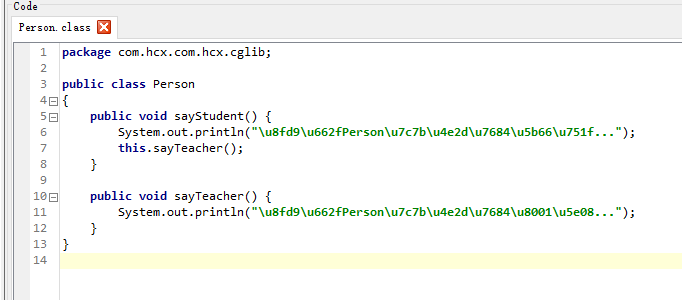 Code
Person.class
1 package com.hcx.com.hcx.cglib;
2
3 public class Person
4 {
5 public void sayStudent() {
6 System.out.println("\u8fd9\u662fPerson\u7c7b\u4e2d\u7684\u5b66\u751f...");
7 this.sayTeacher();
8 }
9
10 public void sayTeacher() {
11 System.out.println("\u8fd9\u662fPerson\u7c7b\u4e2d\u7684\u8001\u5e08...");
12 }
13 }
14